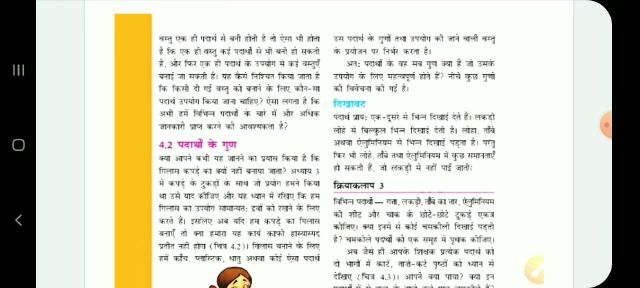 वस्तु एक ही पदार्थ से बनी होती है तो ऐसा भी होता
है कि एक ही वस्तु कई पदार्थों से भी बनी हो सकती
है, और फिर एक ही पदार्थ के उपयोग में कई वस्तुएँ
बनाई जा सकती हैं। यह कैसे निश्चित किया जाता है
कि किसी दी गई वस्तु को बनाने के लिए कौन-सा
पदार्थ उपयोग किया जाना चाहिए? ऐसा लगता है कि
अभी हमें विभिन्न पदार्थों के बारे में और अधिक
जानकारी प्राप्त करने की आवश्यकता है?
4.2 पदार्थों के गुण
क्या आपने कभी यह जानने का प्रयास किया है कि
गिलास कपड़े का क्यों नहीं बनाया जाता? अध्याय 3
में कपड़े के टुकड़ों के साथ जो प्रयोग हमने किया
था उसे याद कीजिए और यह ध्यान में रखिए कि हम
गिलास का उपयोग सामान्यतः द्रवों को रखने के लिए
करते हैं। इसलिए अब यदि हम कपड़े का गिलास
बनाएँ तो क्या हमारा यह कार्य काफी हास्यास्पद
प्रतीत नहीं होगा (चित्र 4.2)। गिलास बनाने के लिए
हमें काँच, प्लास्टिक, धातु अथवा कोई ऐसा पदार्थ
उस पदार्थ के गुणों तथा उपयोग की जाने वाली वस्तु
के प्रयोजन पर निर्भर करता है।
अतः पदार्थों के वह सब गुण क्या हैं जो उसके
उपयोग के लिए महत्वपूर्ण होते हैं? नीचे कुछ गुणों
की विवेचना की गई है।
दिखावट
पदार्थ प्रायः एक-दूसरे से भिन्न दिखाई देते हैं। लकड़ी
लोहे से बिल्कुल भिन्न दिखाई देती है। लोहा, ताँबे
अथवा ऐलुमिनियम से भिन्न दिखाई पड़ता है। परंतु
फिर भी लोहे, ताँबे तथा ऐलुमिनियम में कुछ समानताएँ
हो सकती हैं, जो लकड़ी में नहीं पाई जातीं।
क्रियाकलाप 3
विभिन्न पदार्थों – गत्ता, लकड़ी, ताँबे का तार, ऐलुमिनियम
की शीट और चाक के छोटे-छोटे टुकड़े एकत्र
कीजिए। क्या इनमें से कोई चमकीली दिखाई पड़ती
है? चमकीले पदार्थों को एक समूह में पृथक कीजिए।
अब जैसे ही आपके शिक्षक प्रत्येक पदार्थ को
दो भागों में काटें, ताजे-कटे पृष्ठों को ध्यान से
देखिए (चित्र 4.3)। आपने क्या पाया? क्या इन